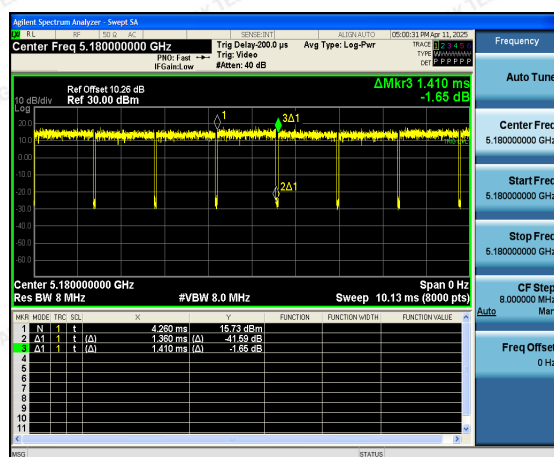 Agilent Spectrum Analyzer - Swept SA
RL RF 50 Ω AC SENSE:INT ALIGN AUTO 05:00:31 PM Apr 11, 2025
Center Freq 5.180000000 GHz
PNO: Fast
IFGain:Low
Trig Delay-200.0 µs
Trig: Video
#Atten: 40 dB
Avg Type: Log-Pwr
TRACE 1 2 3 4 5 6
TYPE W
DET P P P P P P
ΔMkr3 1.410 ms
-1.65 dB
Ref Offset 10.26 dB
10 dB/div Ref 30.00 dBm
Log
20.0
10.0
0.00
-10.0
-20.0
-30.0
-40.0
-50.0
-60.0
1
3Δ1
2Δ1
Center 5.180000000 GHz Span 0 Hz
Res BW 8 MHz #VBW 8.0 MHz Sweep 10.13 ms (8000 pts)
MKR MODE TRC SCL X Y FUNCTION FUNCTION WIDTH FUNCTION VALUE
1 N 1 t 4.260 ms 15.73 dBm
2 Δ1 1 t (Δ) 1.360 ms (Δ) -41.59 dB
3 Δ1 1 t (Δ) 1.410 ms (Δ) -1.65 dB
4
5
6
7
8
9
10
11
MSG STATUS
Frequency
Auto Tune
Center Freq
5.180000000 GHz
Start Freq
5.180000000 GHz
Stop Freq
5.180000000 GHz
CF Step
8.000000 MHz
Auto Man
Freq Offset
0 Hz